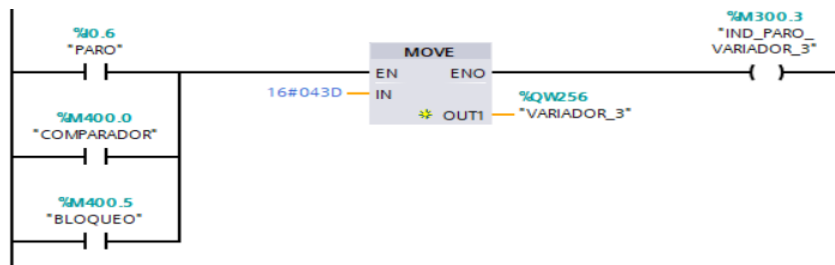 %I0.6
"PARO"
%M400.0
"COMPARADOR"
%M400.5
"BLOQUEO"
MOVE
EN ENO
16#043D IN
OUT1
%QW256
"VARIADOR_3"
%M300.3
"IND_PARO_
VARIADOR_3"